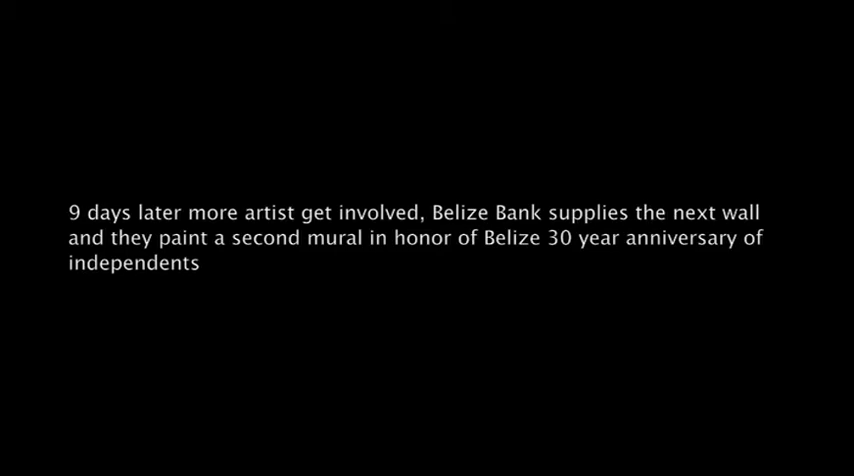 9 days later more artist get involved, Belize Bank supplies the next wall
and they paint a second mural in honor of Belize 30 year anniversary of
independents